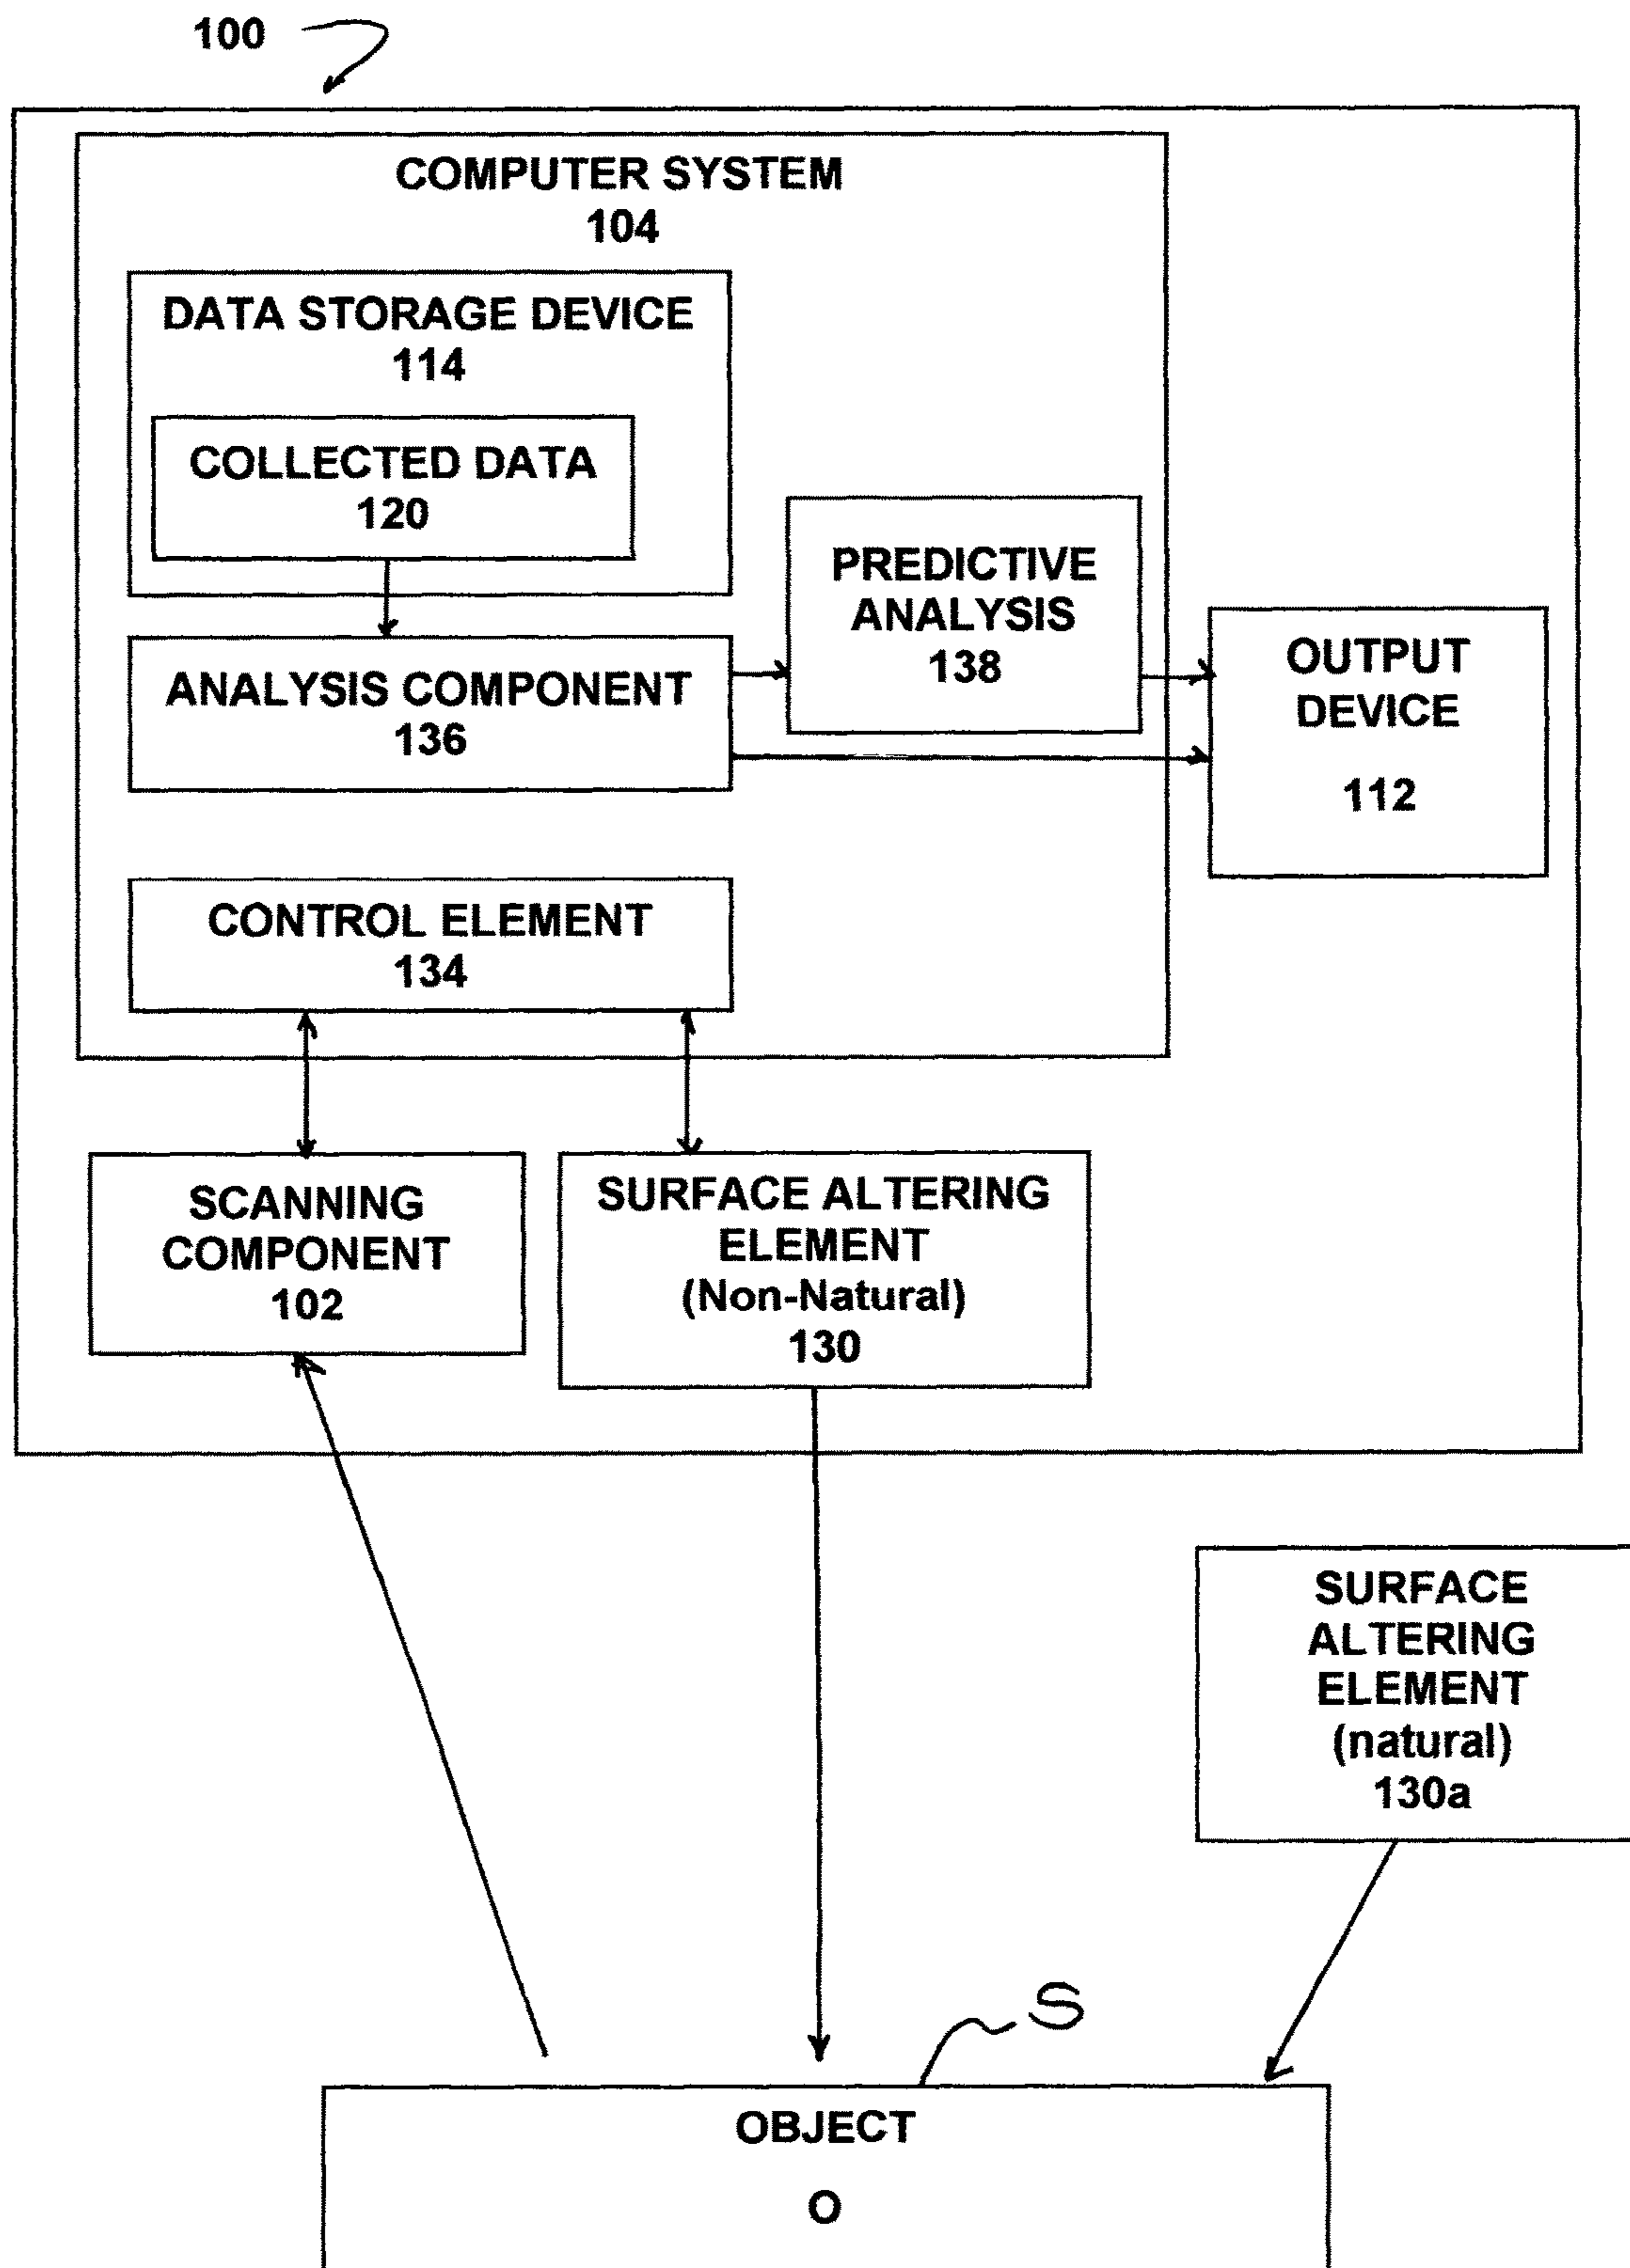 100
COMPUTER SYSTEM
104
DATA STORAGE DEVICE
114
COLLECTED DATA
120
PREDICTIVE
ANALYSIS
138
ANALYSIS COMPONENT
136
OUTPUT
DEVICE
112
CONTROL ELEMENT
134
SCANNING
COMPONENT
102
SURFACE ALTERING
ELEMENT
(Non-Natural)
130
SURFACE
ALTERING
ELEMENT
(natural)
130a
S
OBJECT
O